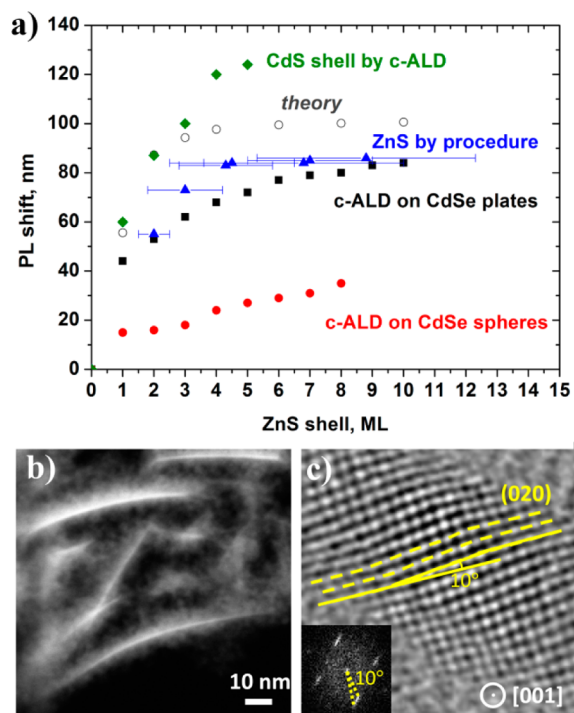 a)
140
120
100
80
60
40
20
0
PL shift, nm
CdS shell by c-ALD
theory
ZnS by procedure
c-ALD on CdSe plates
c-ALD on CdSe spheres
0 1 2 3 4 5 6 7 8 9 10 11 12 13 14 15
ZnS shell, ML
b)
10 nm
c)
(020)
10°
10°
[001]